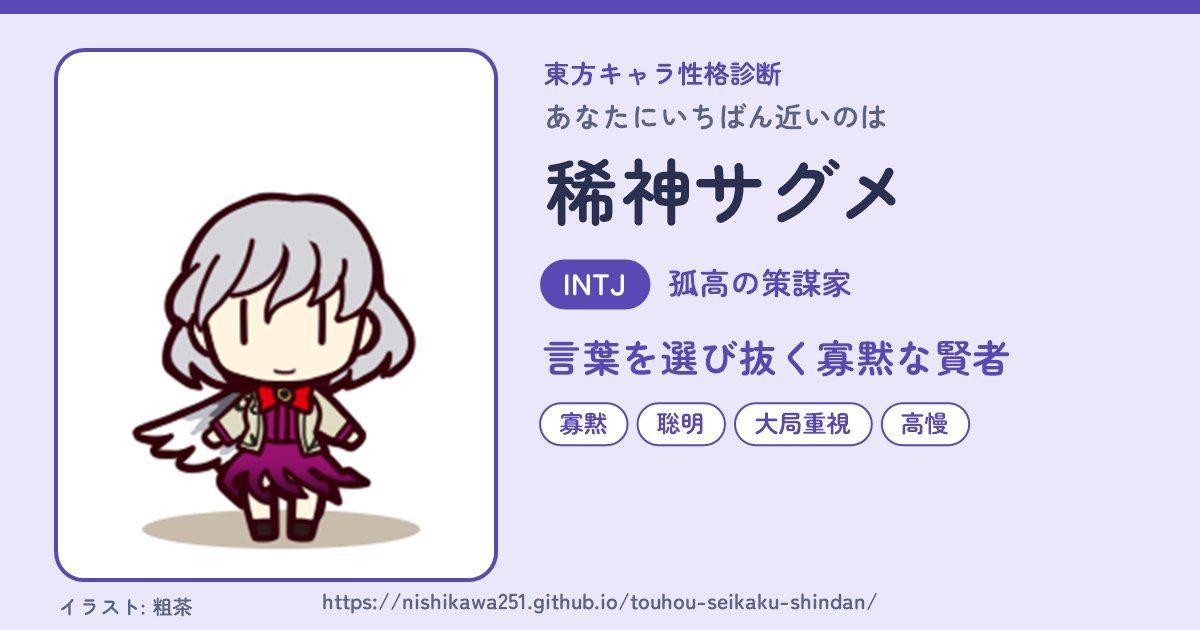 東方キャラ性格診断
あなたにいちばん近いのは
稀神サグメ
INTJ 孤高の策謀家
言葉を選び抜く寡黙な賢者
寡黙 聡明 大局重視 高慢
イラスト: 粗茶
https://nishikawa251.github.io/touhou-seikaku-shindan/